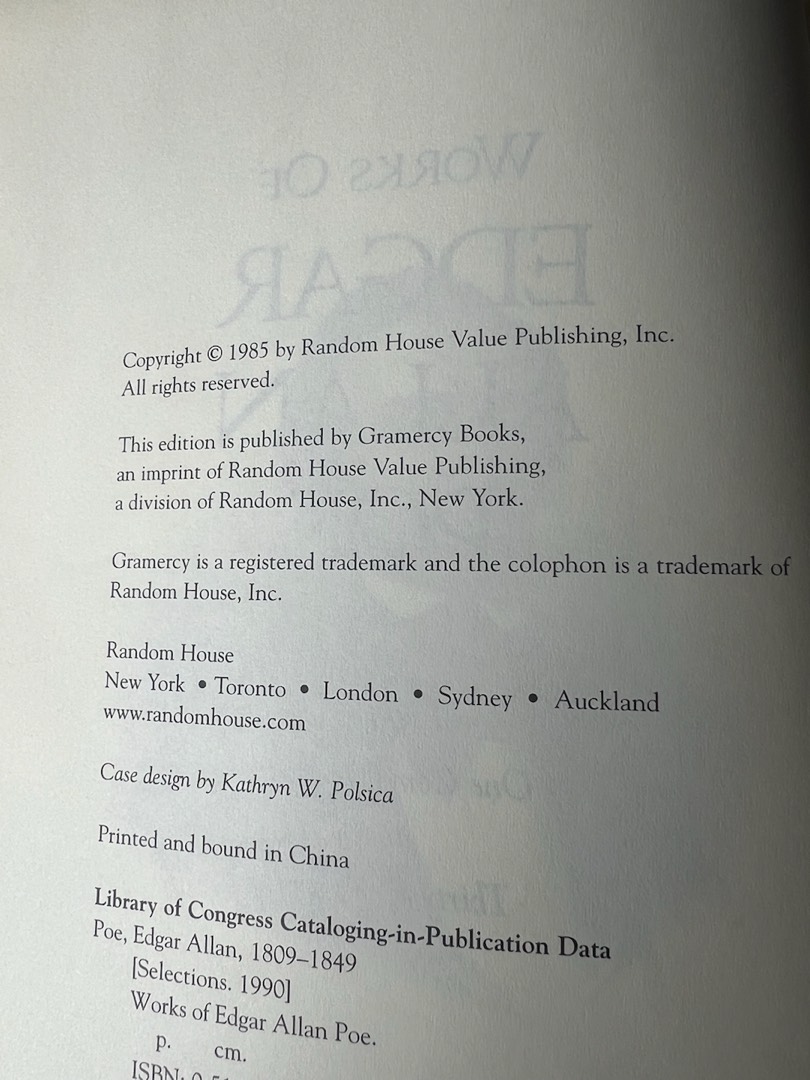 Copyright © 1985 by Random House Value Publishing, Inc.
All rights reserved.
This edition is published by Gramercy Books,
an imprint of Random House Value Publishing,
a division of Random House, Inc., New York.
Gramercy is a registered trademark and the colophon is a trademark of
Random House, Inc.
Random House
New York • Toronto • London • Sydney • Auckland
www.randomhouse.com
Case design by Kathryn W. Polsica
Printed and bound in China
Library of Congress Cataloging-in-Publication Data
Poe, Edgar Allan, 1809–1849
[Selections. 1990]
Works of Edgar Allan Poe.
p. cm.
ISBN: